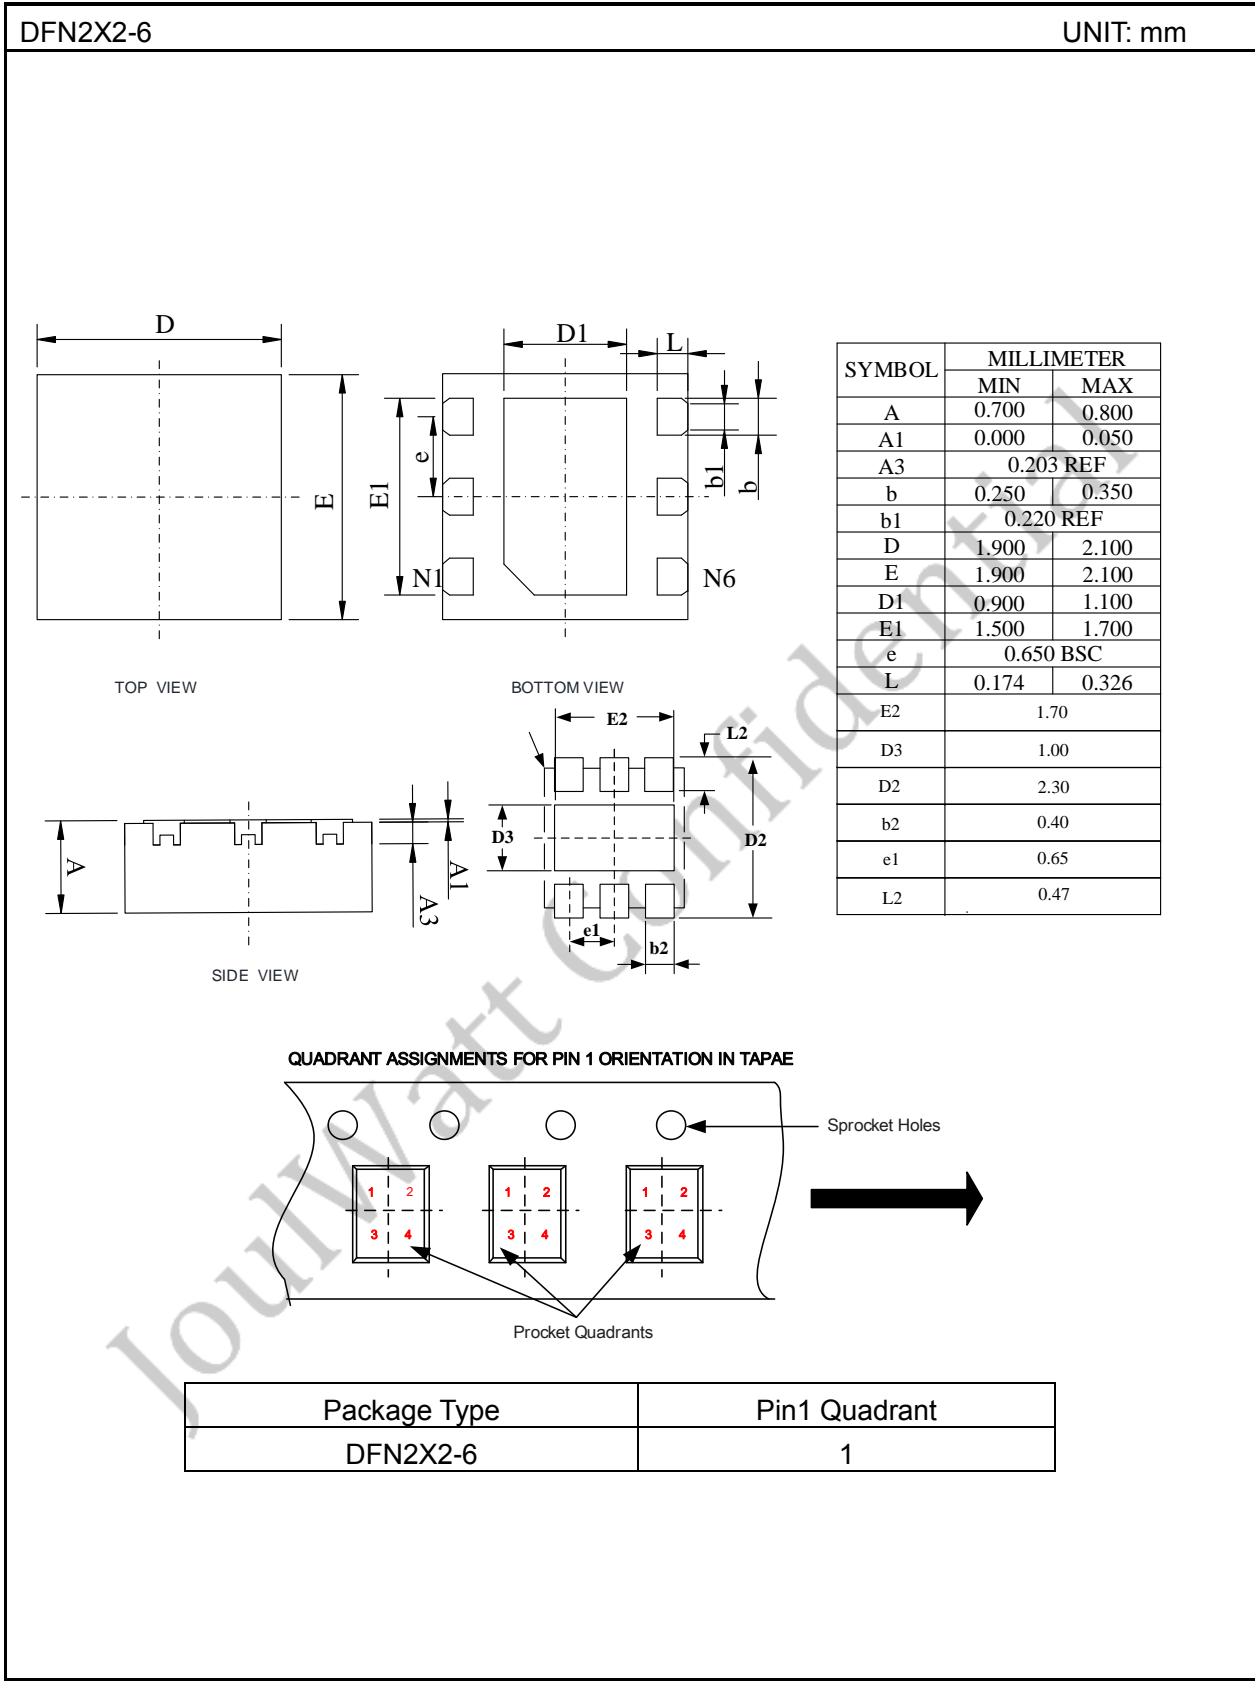 DFN2X2-6 UNIT: mm
D
E
TOP VIEW
D1
L
e
E1
b1
b
N1
N6
BOTTOM VIEW
SYMBOL MILLIMETER
MIN MAX
A 0.700 0.800
A1 0.000 0.050
A3 0.203 REF
b 0.250 0.350
b1 0.220 REF
D 1.900 2.100
E 1.900 2.100
D1 0.900 1.100
E1 1.500 1.700
e 0.650 BSC
L 0.174 0.326
E2 1.70
D3 1.00
D2 2.30
b2 0.40
e1 0.65
L2 0.47
A
A1
A3
SIDE VIEW
E2
L2
D3
D2
e1
b2
QUADRANT ASSIGNMENTS FOR PIN 1 ORIENTATION IN TAPAE
Sprocket Holes
1 2 1 2 1 2
3 4 3 4 3 4
Procket Quadrants
Package Type Pin1 Quadrant
DFN2X2-6 1
JoulWatt Confidential